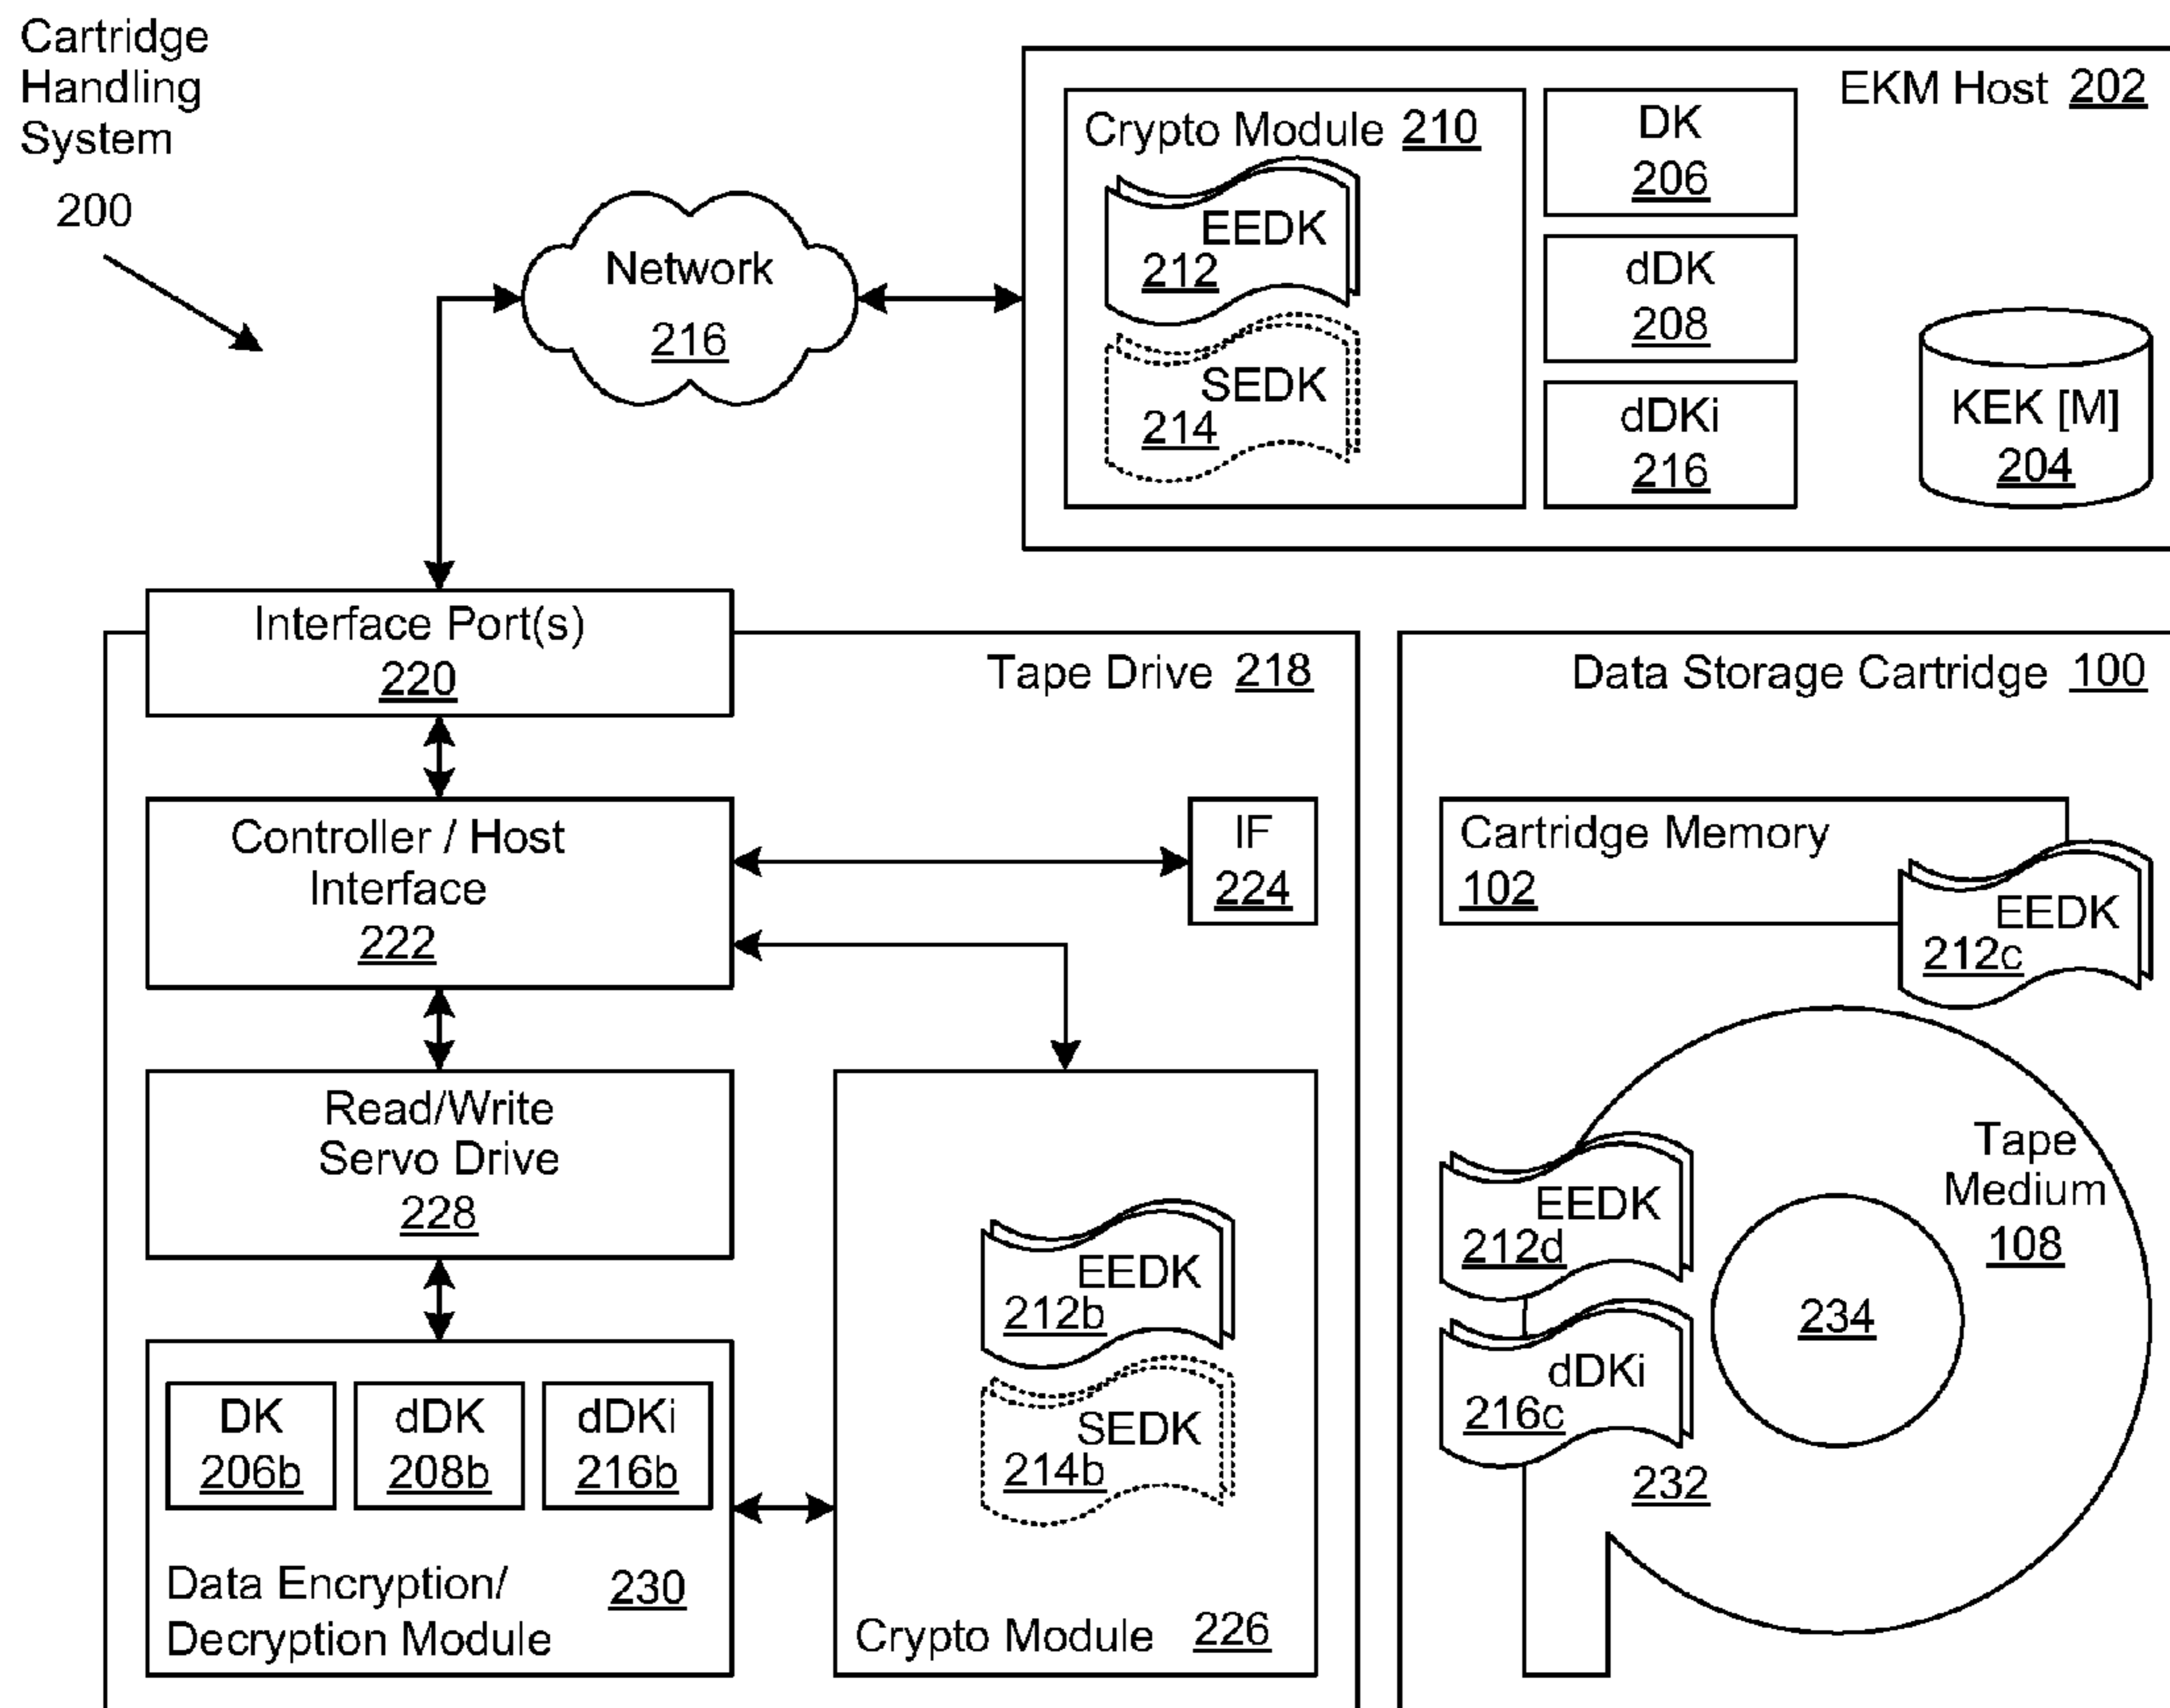 Cartridge
Handling
System
200
Network
216
EKM Host 202
Crypto Module 210
EEDK
212
SEDK
214
DK
206
dDK
208
dDKi
216
KEK [M]
204
Interface Port(s)
220
Tape Drive 218
Controller / Host
Interface
222
IF
224
Read/Write
Servo Drive
228
DK
206b
dDK
208b
dDKi
216b
Data Encryption/
Decryption Module
230
EEDK
212b
SEDK
214b
Crypto Module 226
Data Storage Cartridge 100
Cartridge Memory
102
EEDK
212c
Tape
Medium
108
EEDK
212d
dDKi
216c
234
232